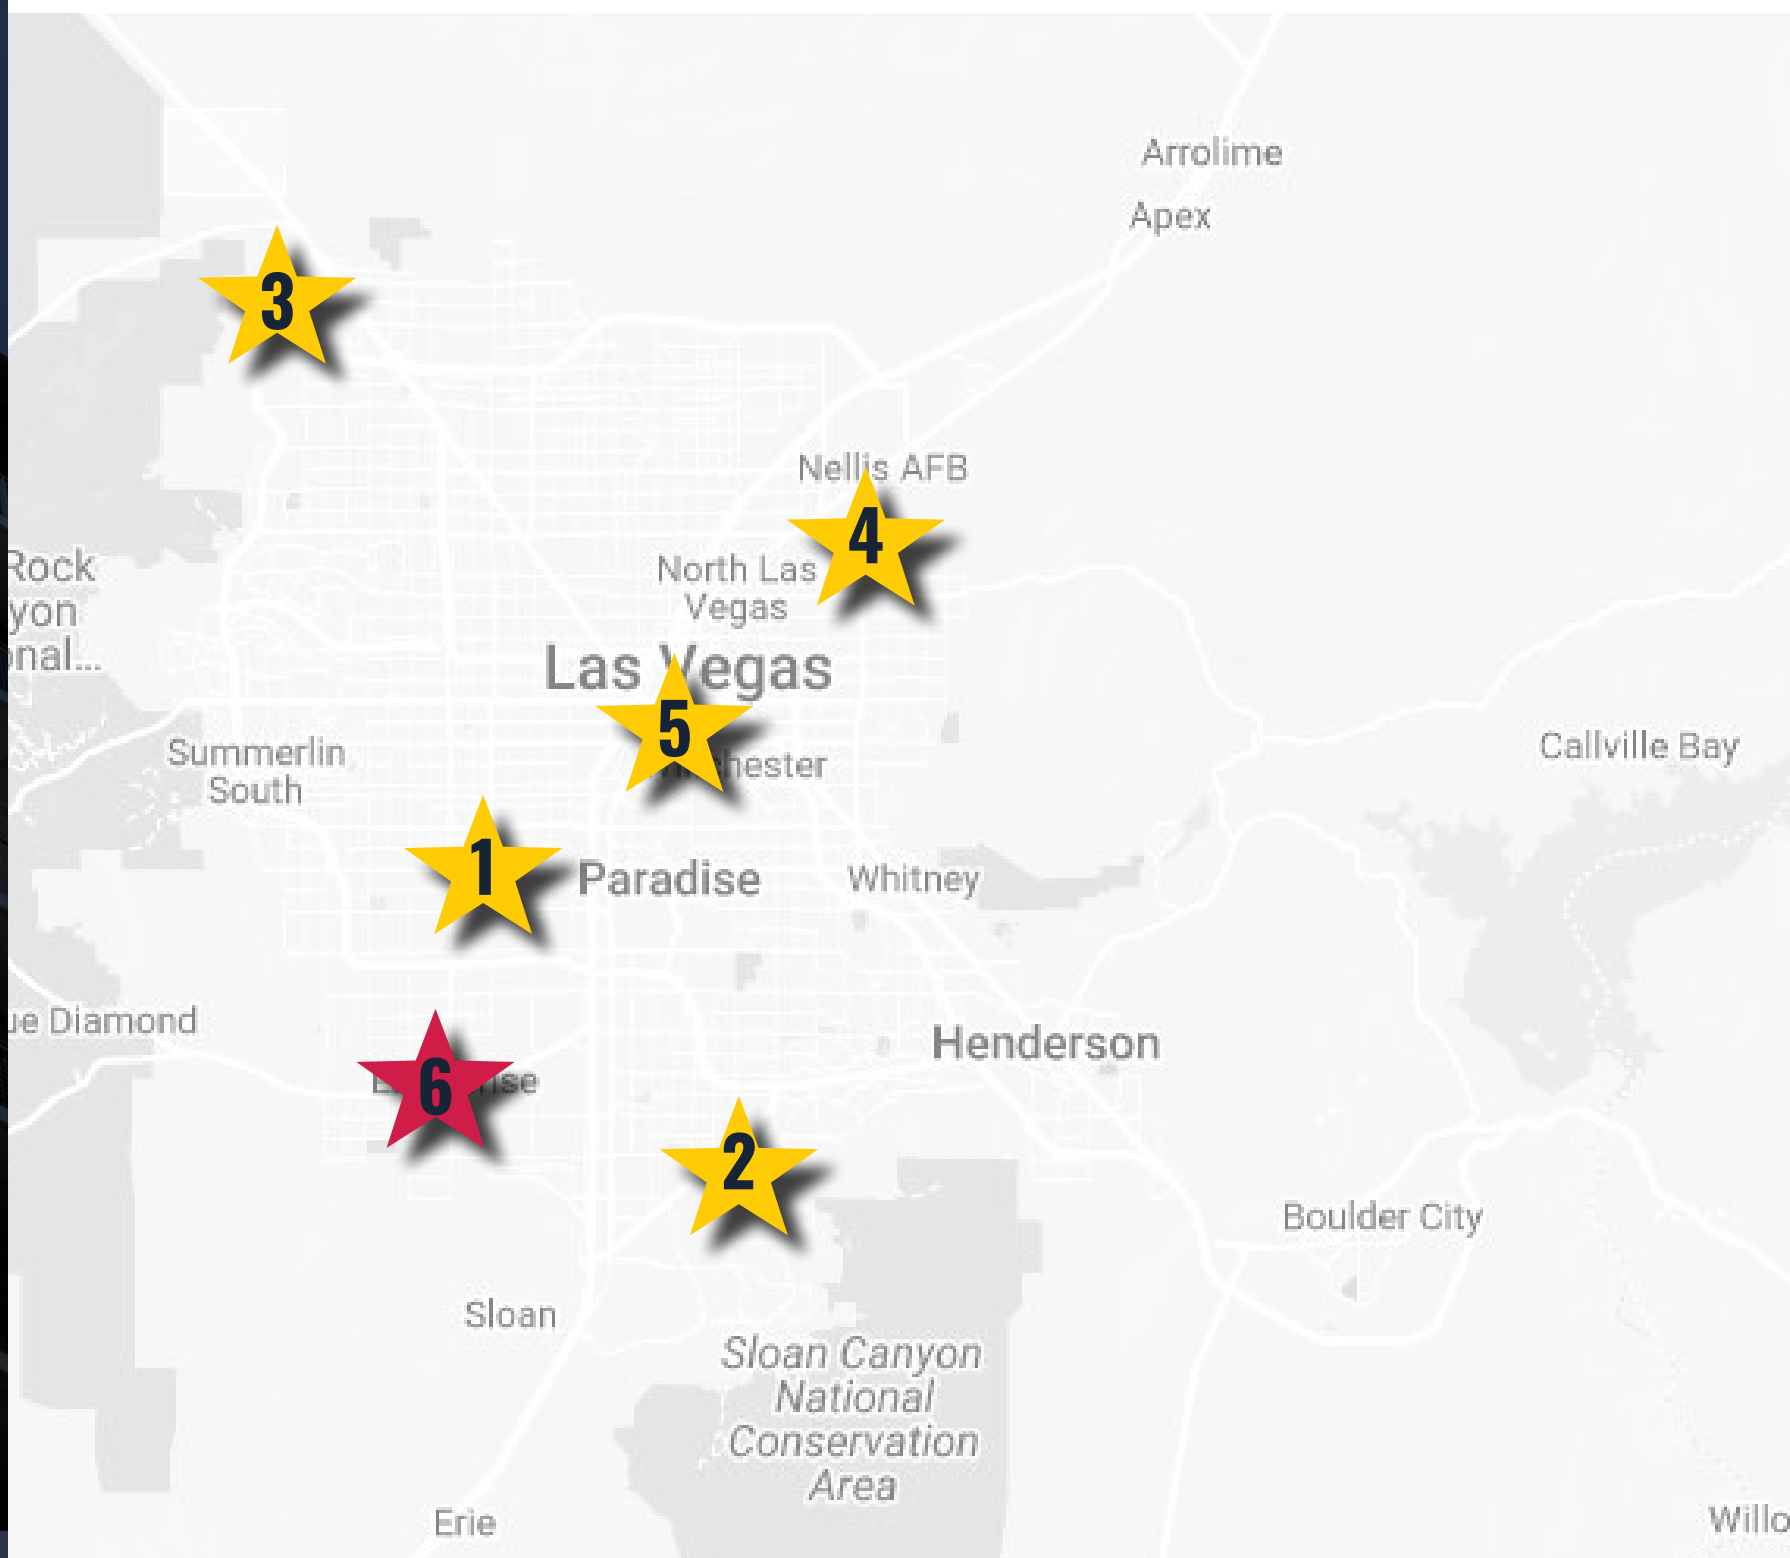 Arrolime
Apex
3
Nellis AFB
4
Rock
yon
onal...
North Las
Vegas
Las Vegas
5
Summerlin
South
Callville Bay
1
Paradise
Whitney
ue Diamond
Henderson
6
2
Boulder City
Sloan
Sloan Canyon
National
Conservation
Area
Erie
Willo